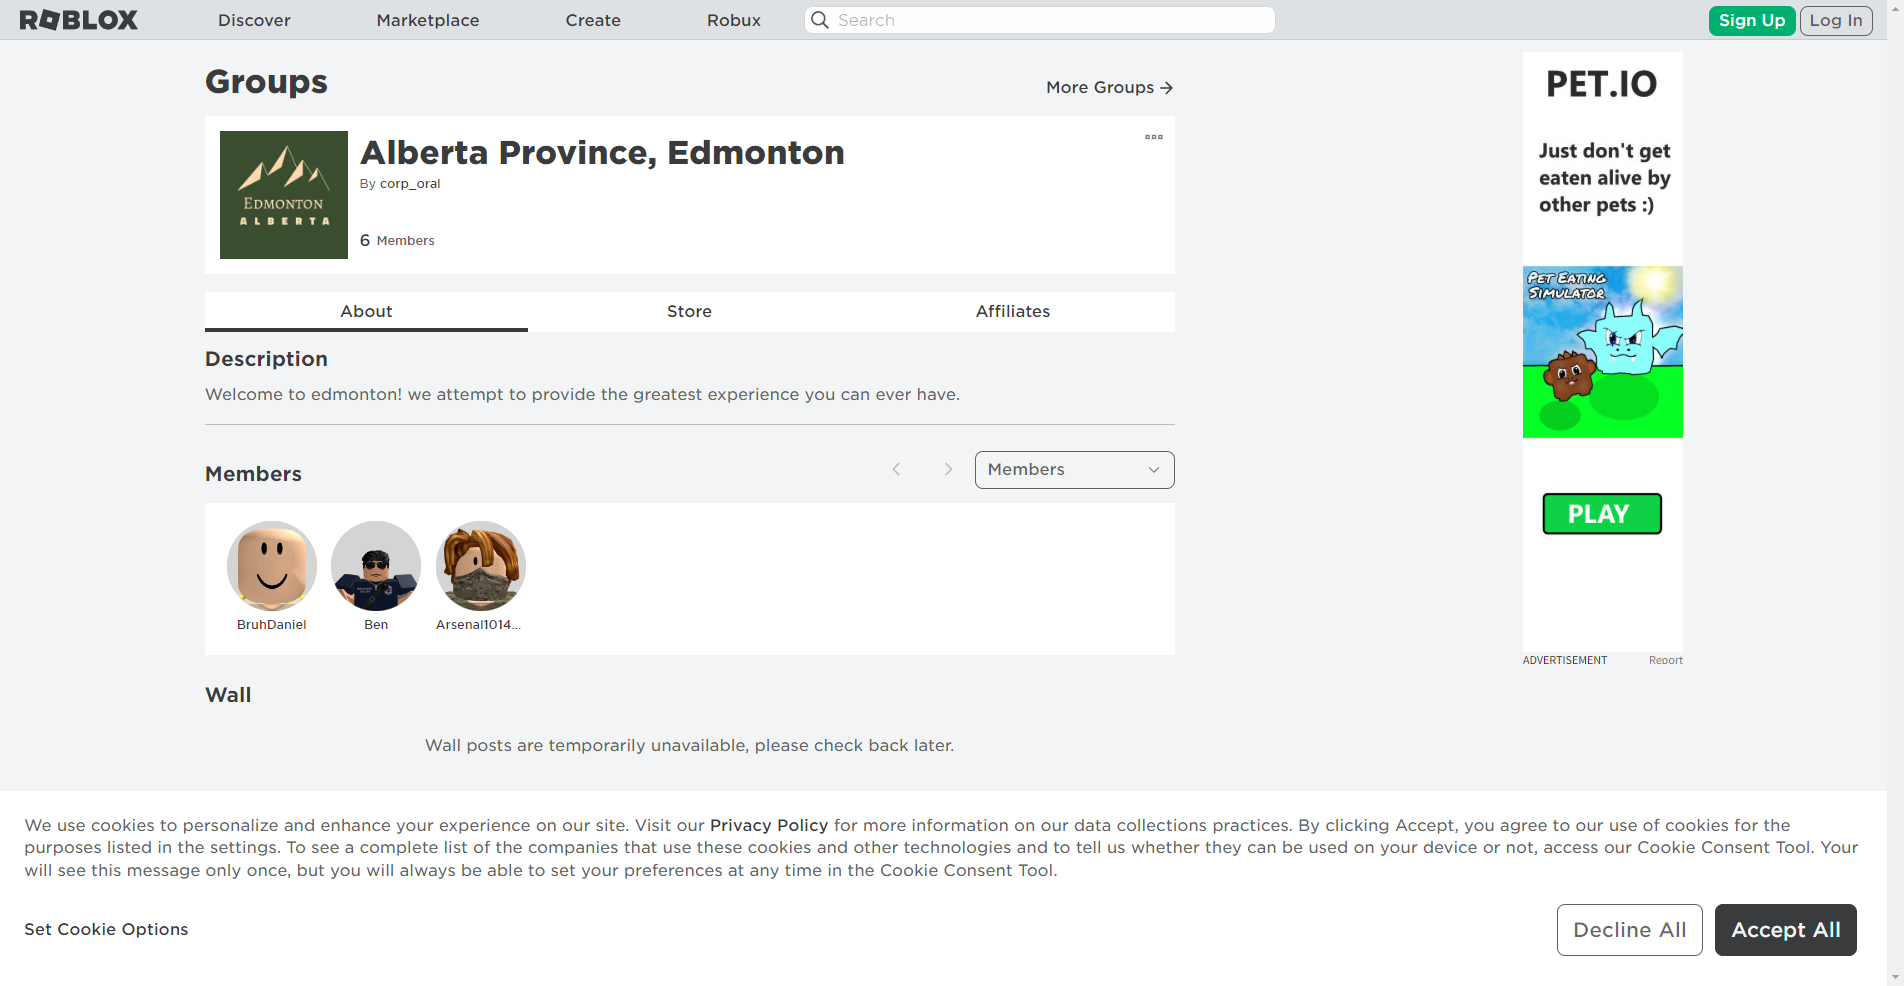 ROBLOX
Discover
Marketplace
Create
Robux
Search
Sign Up
Log In
Groups
More Groups
EDMONTON
ALBERTA
Alberta Province, Edmonton
By corp_oral
6 Members
About
Store
Affiliates
Description
Welcome to edmonton! we attempt to provide the greatest experience you can ever have.
Members
Members
BruhDaniel
Ben
Arsenal1014...
Wall
Wall posts are temporarily unavailable, please check back later.
PET.IO
Just don't get
eaten alive by
other pets :)
PET EATING
SIMULATOR
PLAY
ADVERTISEMENT
Report
We use cookies to personalize and enhance your experience on our site. Visit our Privacy Policy for more information on our data collections practices. By clicking Accept, you agree to our use of cookies for the
purposes listed in the settings. To see a complete list of the companies that use these cookies and other technologies and to tell us whether they can be used on your device or not, access our Cookie Consent Tool. Your
will see this message only once, but you will always be able to set your preferences at any time in the Cookie Consent Tool.
Set Cookie Options
Decline All
Accept All